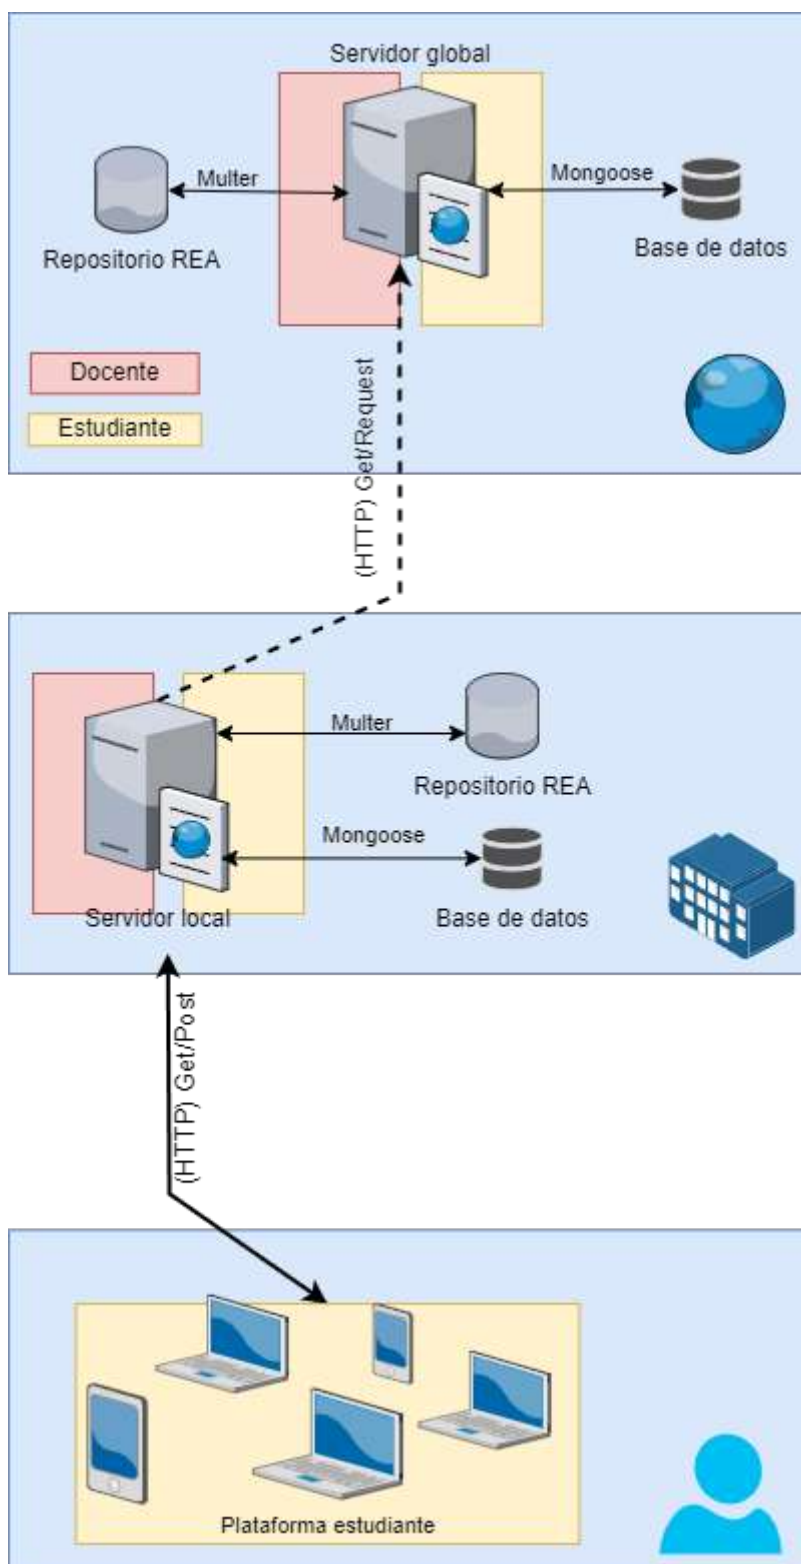 Servidor global
Multer
Mongoose
Repositorio REA
Base de datos
Docente
Estudiante
(HTTP) Get/Request
Multer
Repositorio REA
Mongoose
Servidor local
Base de datos
(HTTP) Get/Post
Plataforma estudiante